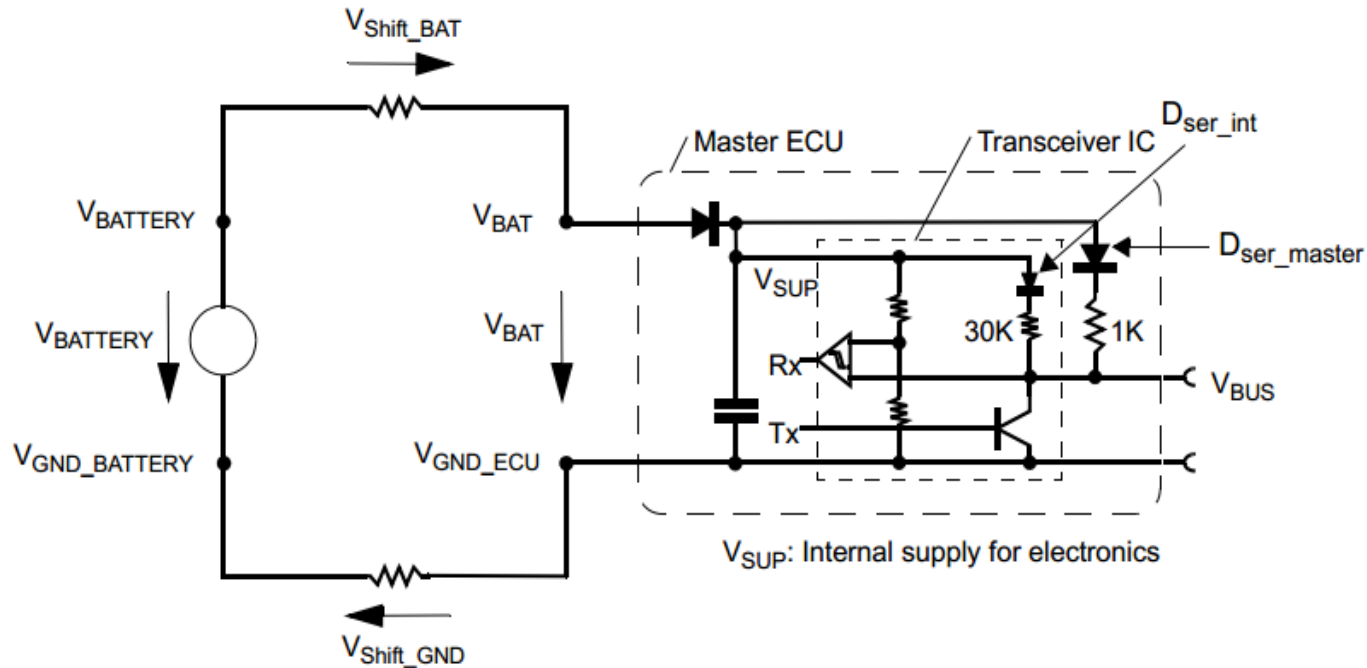 VShift_BAT
Dser_int
Master ECU
Transceiver IC
VBATTERY
VBAT
Dser_master
VSUP
VBATTERY
VBAT
30K
1K
Rx
VBUS
Tx
VGND_BATTERY
VGND_ECU
VSUP: Internal supply for electronics
VShift_GND